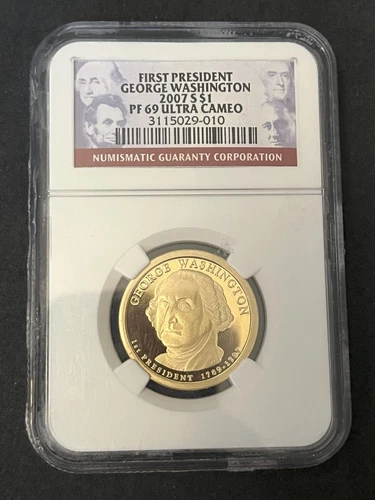 FIRST PRESIDENT
GEORGE WASHINGTON
2007 S $1
PF 69 ULTRA CAMEO
3115029-010
NUMISMATIC GUARANTY CORPORATION
GEORGE WASHINGTON
1st PRESIDENT 1789-1797